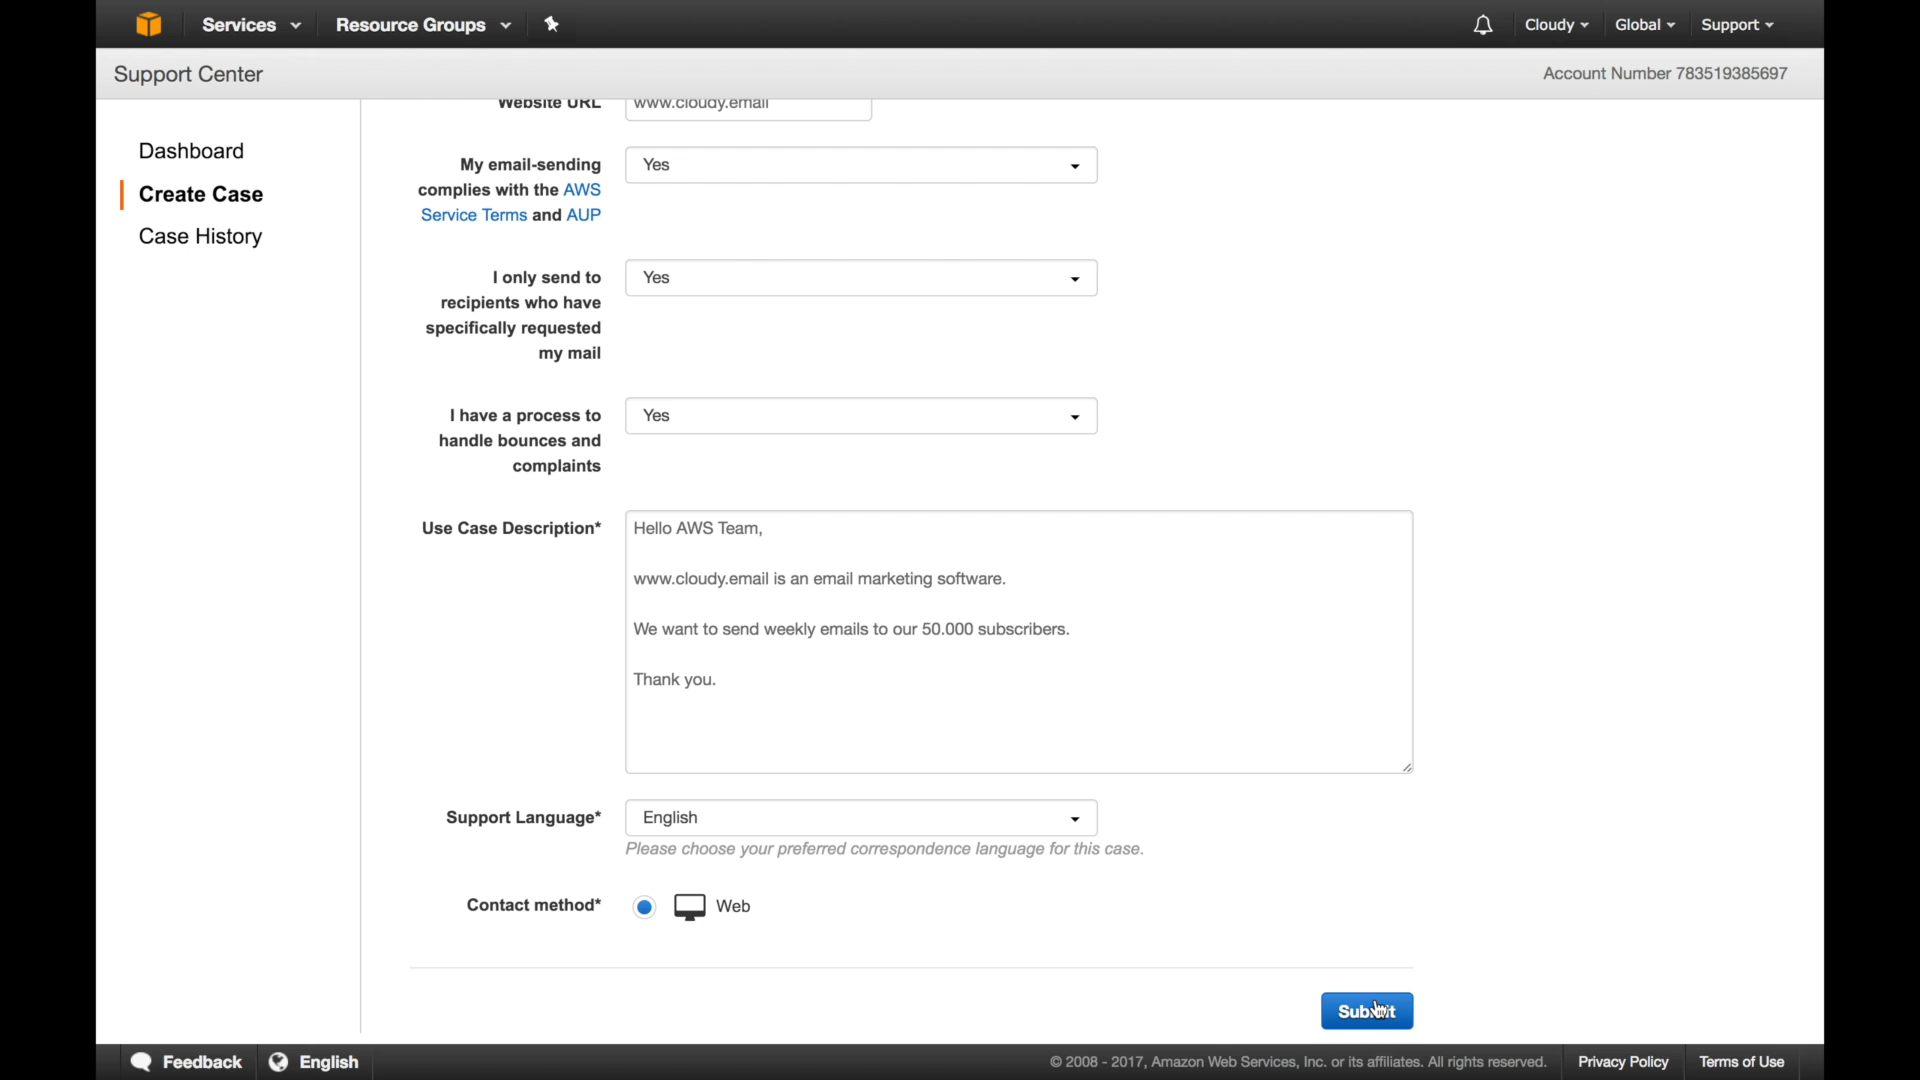 Services Resource Groups Cloudy Global Support
Support Center Account Number 783519385697
Dashboard
Create Case
Case History
Website URL www.cloudy.email
My email-sending Yes
complies with the AWS
Service Terms and AUP
I only send to Yes
recipients who have
specifically requested
my mail
I have a process to Yes
handle bounces and
complaints
Use Case Description* Hello AWS Team,
www.cloudy.email is an email marketing software.
We want to send weekly emails to our 50.000 subscribers.
Thank you.
Support Language* English
Please choose your preferred correspondence language for this case.
Contact method* Web
Submit
Feedback English © 2008 - 2017, Amazon Web Services, Inc. or its affiliates. All rights reserved. Privacy Policy Terms of Use